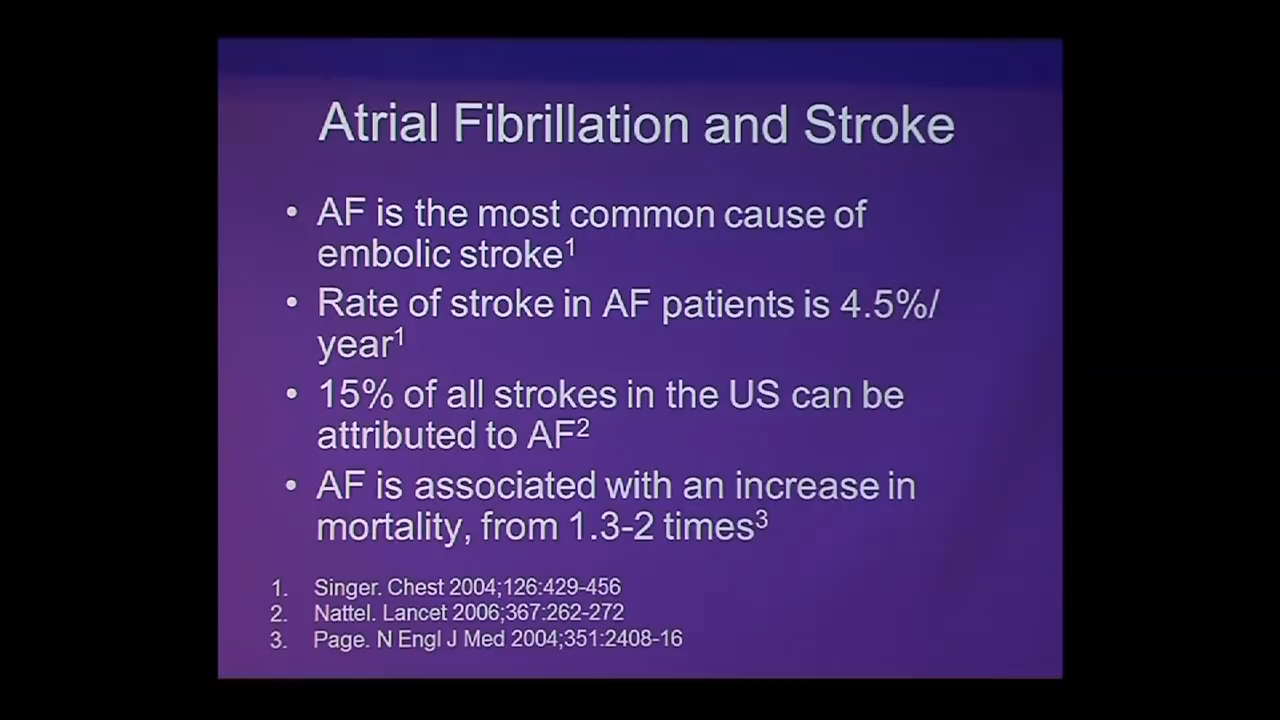 Atrial Fibrillation and Stroke
• AF is the most common cause of
embolic stroke¹
• Rate of stroke in AF patients is 4.5%/
year¹
• 15% of all strokes in the US can be
attributed to AF²
• AF is associated with an increase in
mortality, from 1.3-2 times³
1. Singer. Chest 2004;126:429-456
2. Nattel. Lancet 2006;367:262-272
3. Page. N Engl J Med 2004;351:2408-16